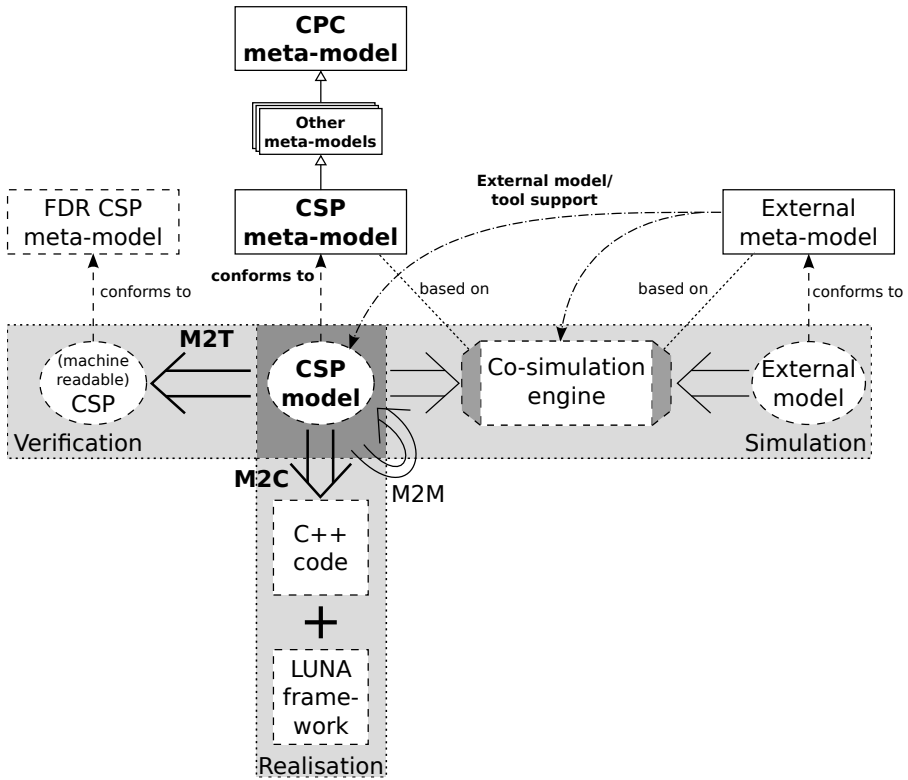 CPC
meta-model
Other
meta-models
FDR CSP
meta-model
CSP
meta-model
External model/
tool support
External
meta-model
conforms to
conforms to
based on
based on
conforms to
M2T
(machine
readable)
CSP
CSP
model
Co-simulation
engine
External
model
Verification
Simulation
M2C
M2M
C++
code
+
LUNA
frame-
work
Realisation